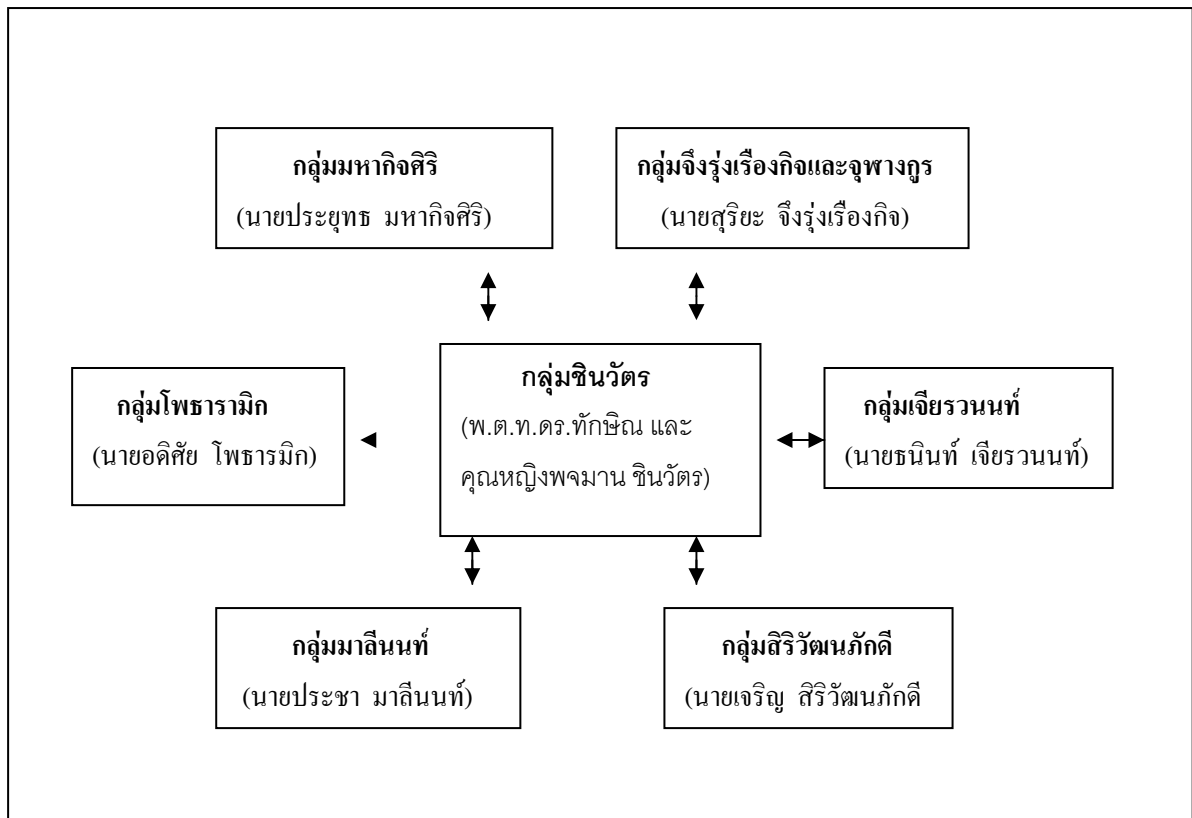 กลุ่มมหากิจศิริ
(นายประยุทธ มหากิจศิริ)
กลุ่มจึงรุ่งเรืองกิจและจุฬางกูร
(นายสุริยะ จึงรุ่งเรืองกิจ)
กลุ่มโพธารามิก
(นายอดิศัย โพธารมิก)
กลุ่มชินวัตร
(พ.ต.ท.ดร.ทักษิณ และ
คุณหญิงพจมาน ชินวัตร)
กลุ่มเจียรวนนท์
(นายธนินท์ เจียรวนนท์)
กลุ่มมาลีนนท์
(นายประชา มาลีนนท์)
กลุ่มสิริวัฒนภักดี
(นายเจริญ สิริวัฒนภักดี